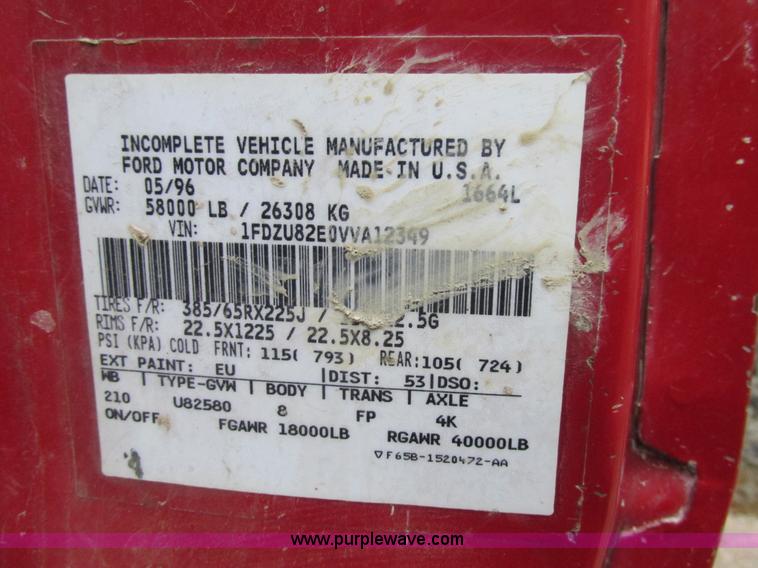 INCOMPLETE VEHICLE MANUFACTURED BY
FORD MOTOR COMPANY MADE IN U.S.A.
DATE: 05/96 1664L
GVWR: 58000 LB / 26308 KG
VIN: 1FDZU82E0VVA12349
TIRES F/R: 385/65RX225J /
RIMS F/R: 22.5X1225 / 22.5X8.25
PSI (KPA) COLD FRNT: 115( 793) REAR:105( 724)
EXT PAINT: EU |DIST: 53|DSO:
WB | TYPE-GVW | BODY | TRANS | AXLE
210 U82580 8 FP 4K
ON/OFF FGAWR 18000LB RGAWR 40000LB
▽F65B-1520472-AA
www.purplewave.com